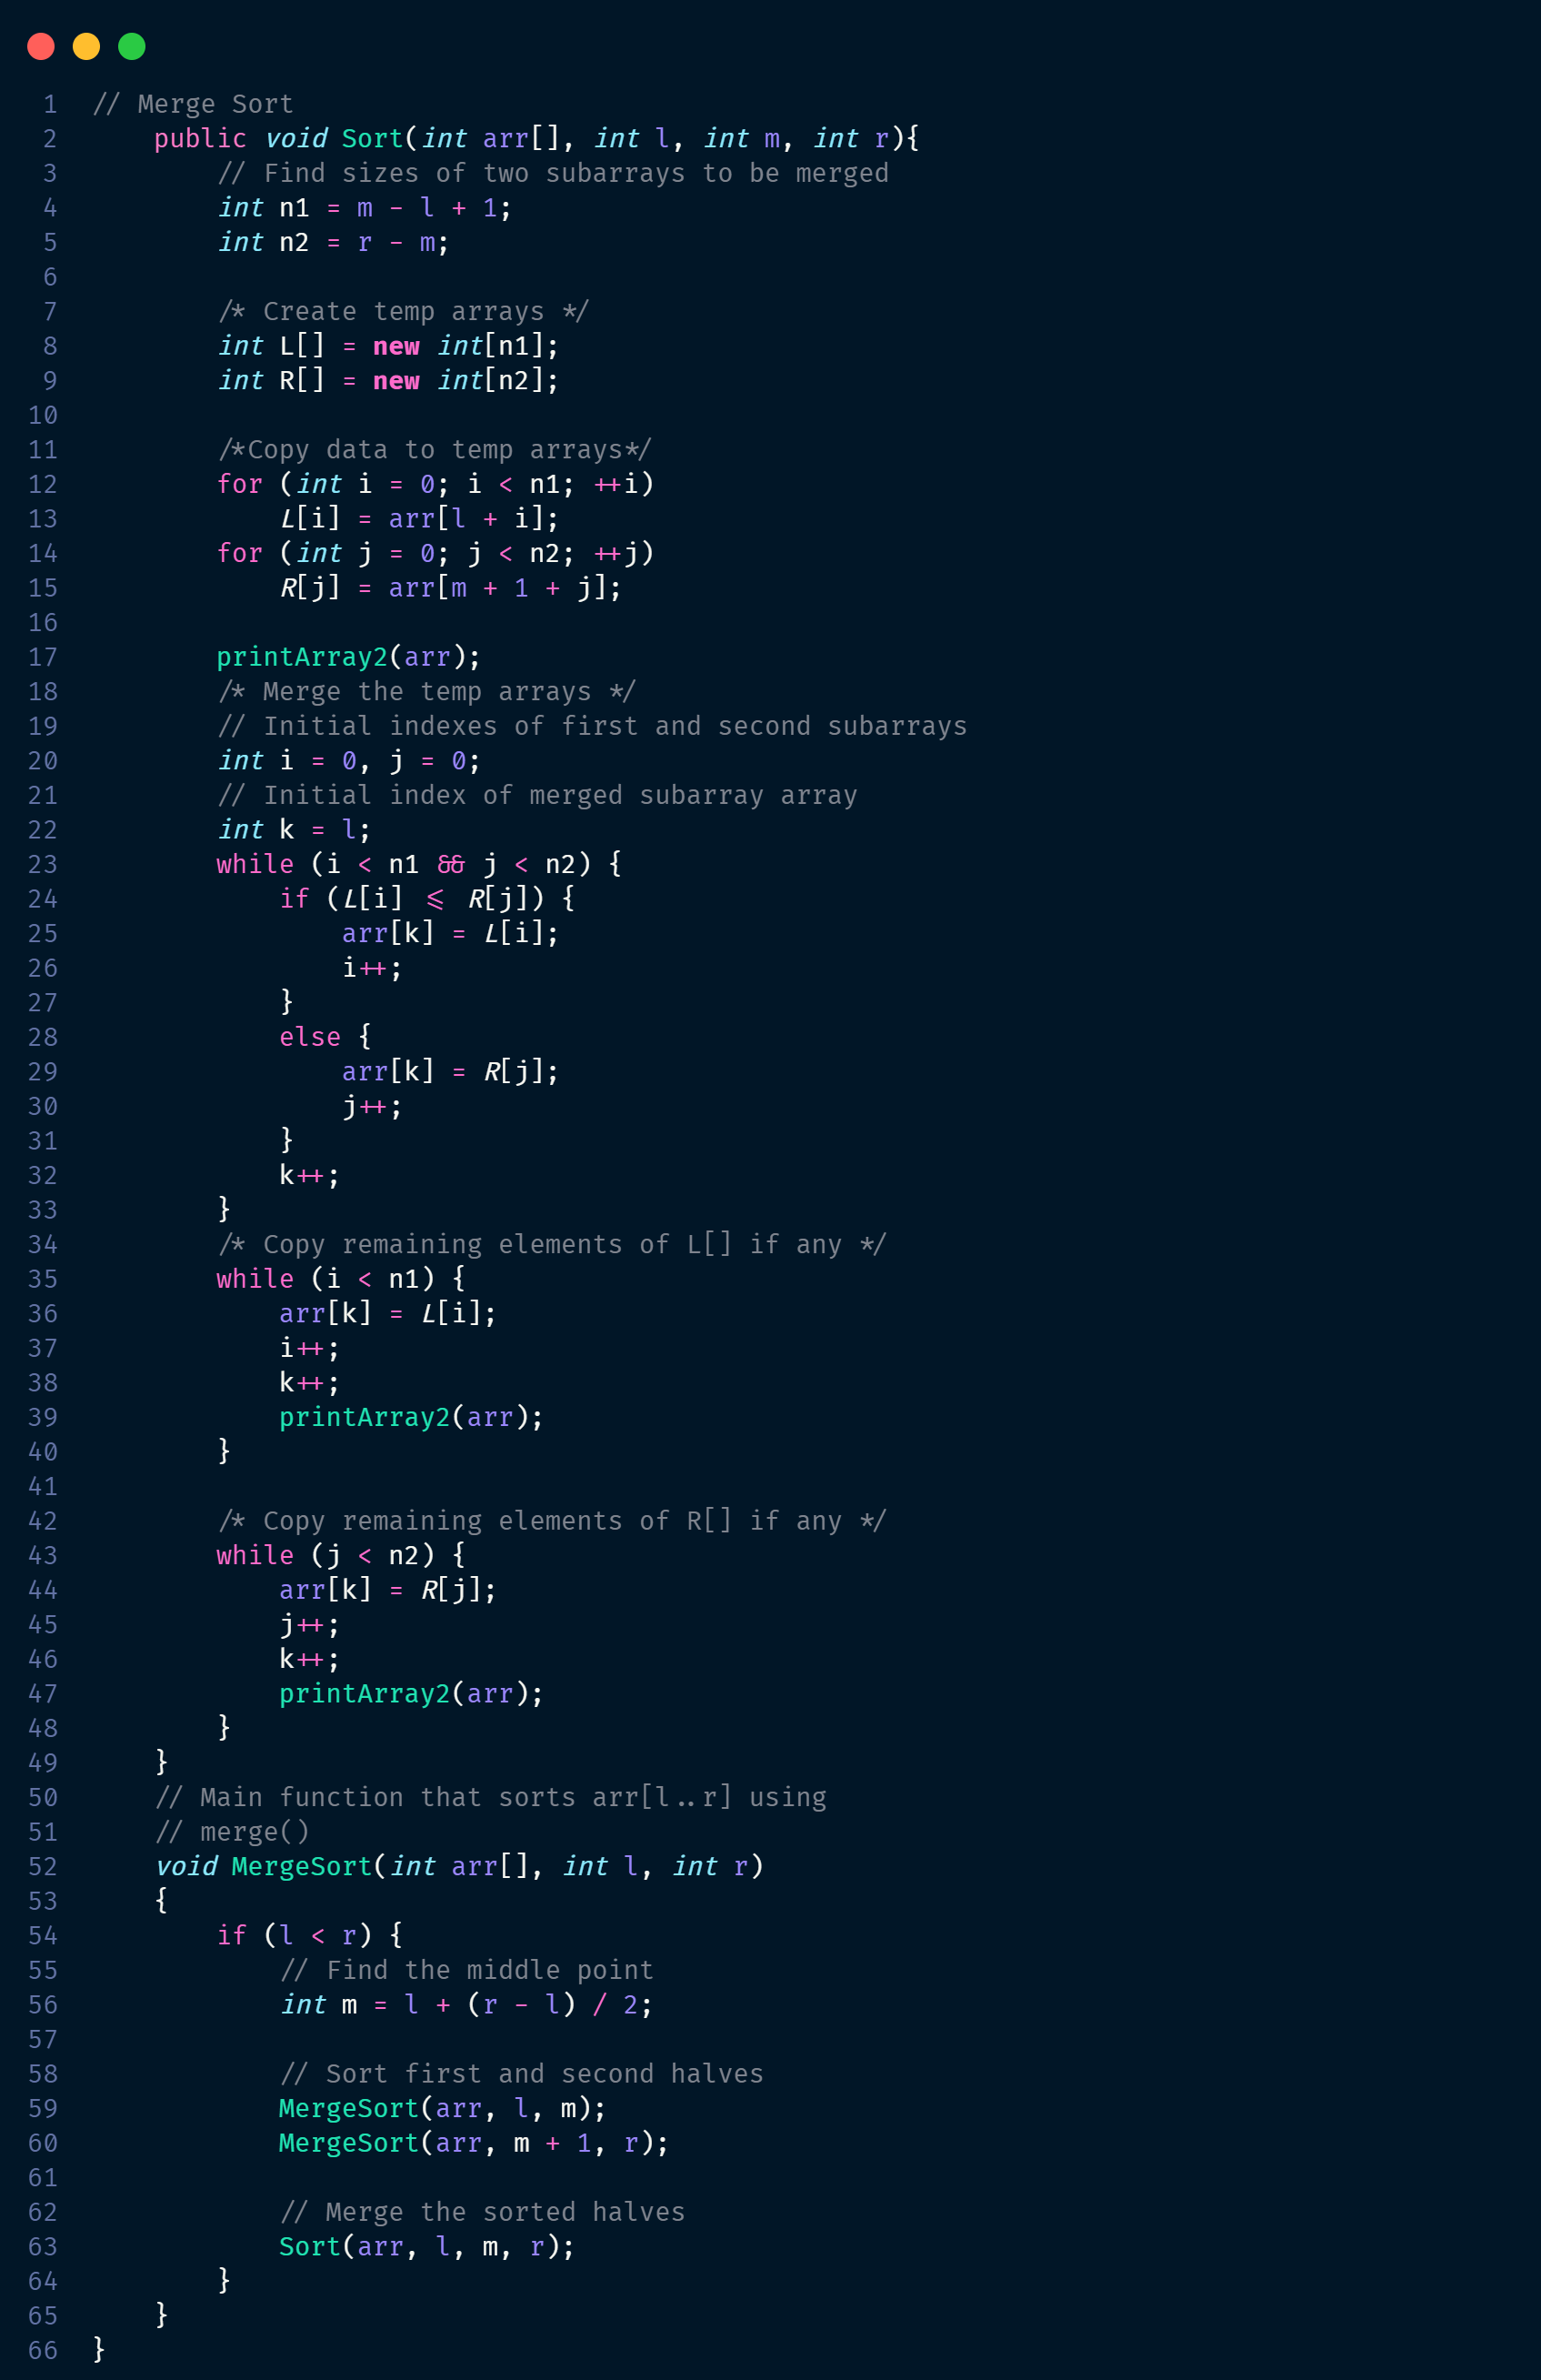 1 // Merge Sort
2 public void Sort(int arr[], int l, int m, int r){
3 // Find sizes of two subarrays to be merged
4 int n1 = m - l + 1;
5 int n2 = r - m;
6
7 /* Create temp arrays */
8 int L[] = new int[n1];
9 int R[] = new int[n2];
10
11 /*Copy data to temp arrays*/
12 for (int i = 0; i < n1; ++i)
13 L[i] = arr[l + i];
14 for (int j = 0; j < n2; ++j)
15 R[j] = arr[m + 1 + j];
16
17 printArray2(arr);
18 /* Merge the temp arrays */
19 // Initial indexes of first and second subarrays
20 int i = 0, j = 0;
21 // Initial index of merged subarray array
22 int k = l;
23 while (i < n1 && j < n2) {
24 if (L[i] <= R[j]) {
25 arr[k] = L[i];
26 i++;
27 }
28 else {
29 arr[k] = R[j];
30 j++;
31 }
32 k++;
33 }
34 /* Copy remaining elements of L[] if any */
35 while (i < n1) {
36 arr[k] = L[i];
37 i++;
38 k++;
39 printArray2(arr);
40 }
41
42 /* Copy remaining elements of R[] if any */
43 while (j < n2) {
44 arr[k] = R[j];
45 j++;
46 k++;
47 printArray2(arr);
48 }
49 }
50 // Main function that sorts arr[l..r] using
51 // merge()
52 void MergeSort(int arr[], int l, int r)
53 {
54 if (l < r) {
55 // Find the middle point
56 int m = l + (r - l) / 2;
57
58 // Sort first and second halves
59 MergeSort(arr, l, m);
60 MergeSort(arr, m + 1, r);
61
62 // Merge the sorted halves
63 Sort(arr, l, m, r);
64 }
65 }
66 }